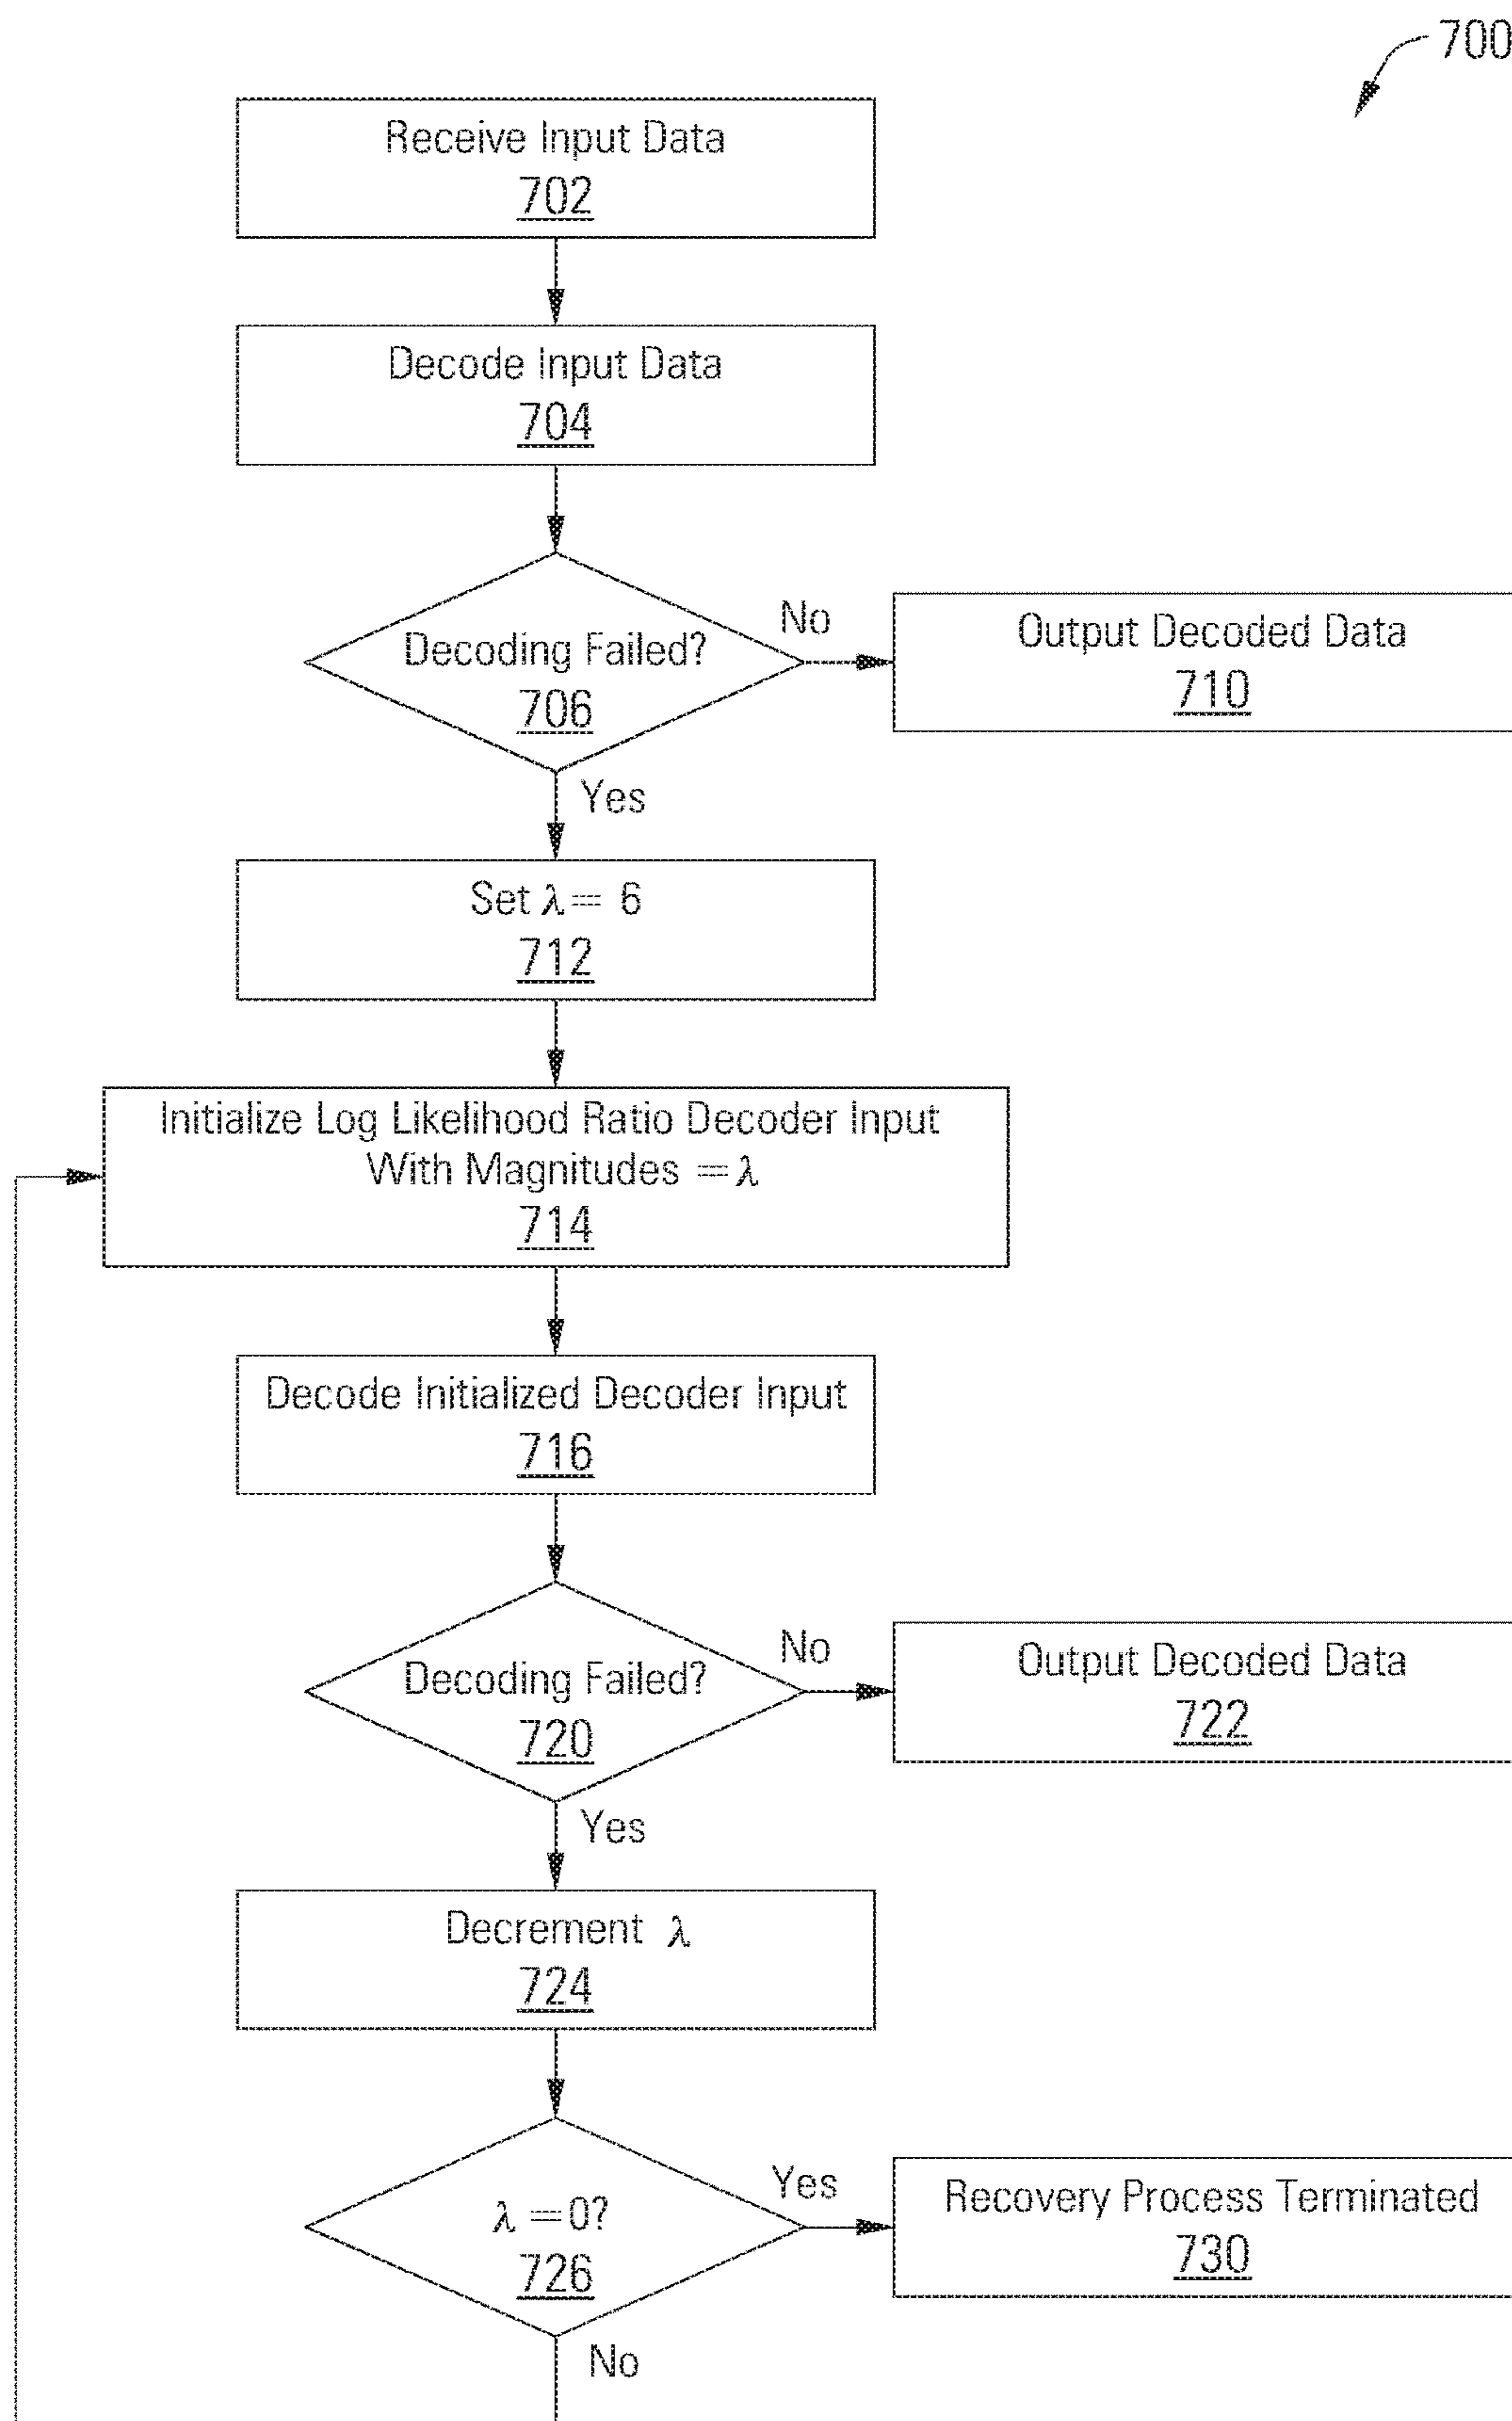 700
Receive Input Data
702
Decode Input Data
704
Decoding Failed?
706
No
Output Decoded Data
710
Yes
Set λ = 6
712
Initialize Log Likelihood Ratio Decoder Input
With Magnitudes = λ
714
Decode Initialized Decoder Input
716
Decoding Failed?
720
No
Output Decoded Data
722
Yes
Decrement λ
724
λ = 0?
726
Yes
Recovery Process Terminated
730
No